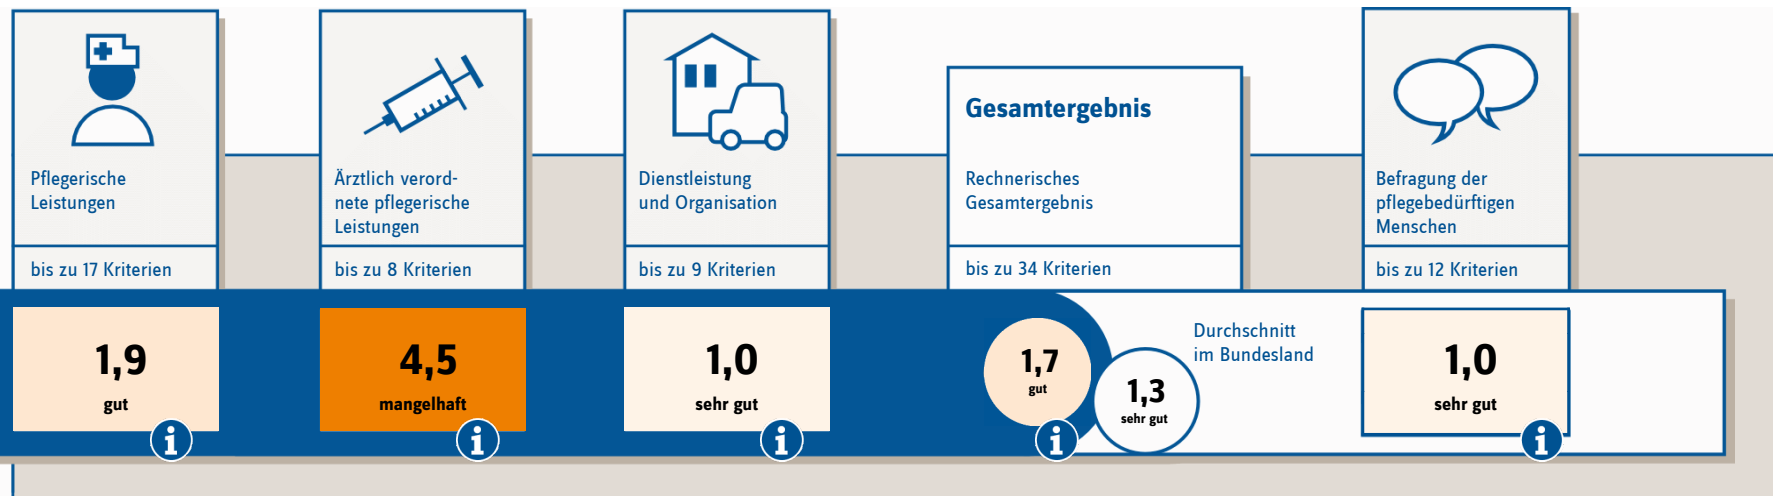 Pflegerische
Leistungen
bis zu 17 Kriterien
1,9
gut
i
Ärztlich verord-
nete pflegerische
Leistungen
bis zu 8 Kriterien
4,5
mangelhaft
i
Dienstleistung
und Organisation
bis zu 9 Kriterien
1,0
sehr gut
i
Gesamtergebnis
Rechnerisches
Gesamtergebnis
bis zu 34 Kriterien
1,7
gut
i
1,3
sehr gut
Durchschnitt
im Bundesland
Befragung der
pflegebedürftigen
Menschen
bis zu 12 Kriterien
1,0
sehr gut
i